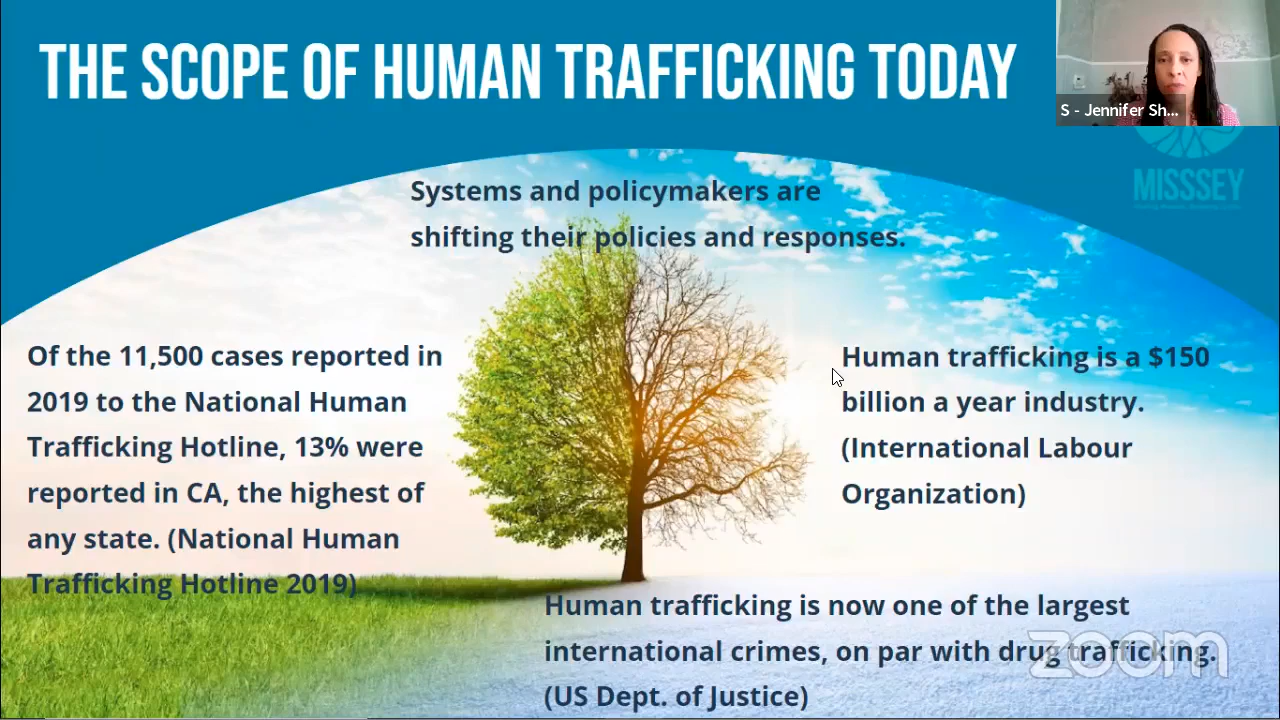 THE SCOPE OF HUMAN TRAFFICKING TODAY
S - Jennifer Sh...
MISSSEY
Systems and policymakers are
shifting their policies and responses.
Of the 11,500 cases reported in
2019 to the National Human
Trafficking Hotline, 13% were
reported in CA, the highest of
any state. (National Human
Trafficking Hotline 2019)
Human trafficking is a $150
billion a year industry.
(International Labour
Organization)
Human trafficking is now one of the largest
international crimes, on par with drug trafficking.
(US Dept. of Justice)
zoom